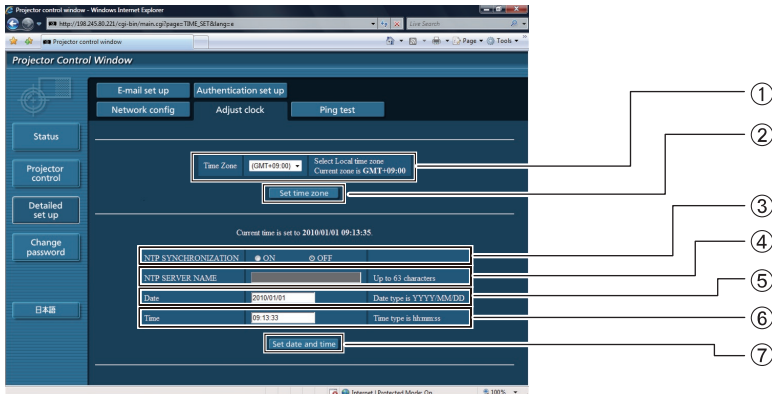 Projector control window - Windows Internet Explorer
http://198.245.80.221/cgi-bin/main.cgi?page=TIME_SET&lang=e
Live Search
Projector control window
Page
Tools
Projector Control Window
E-mail set up
Authentication set up
Network config
Adjust clock
Ping test
Status
Projector control
Detailed set up
Change password
日本語
Time Zone
(GMT+09:00)
Select Local time zone
Current zone is GMT+09:00
Set time zone
Current time is set to 2010/01/01 09:13:35.
NTP SYNCHRONIZATION
ON
OFF
NTP SERVER NAME
Up to 63 characters
Date
2010/01/01
Date type is YYYY/MM/DD
Time
09:13:33
Time type is hh:mm:ss
Set date and time
Internet | Protected Mode: On
100%
①
②
③
④
⑤
⑥
⑦